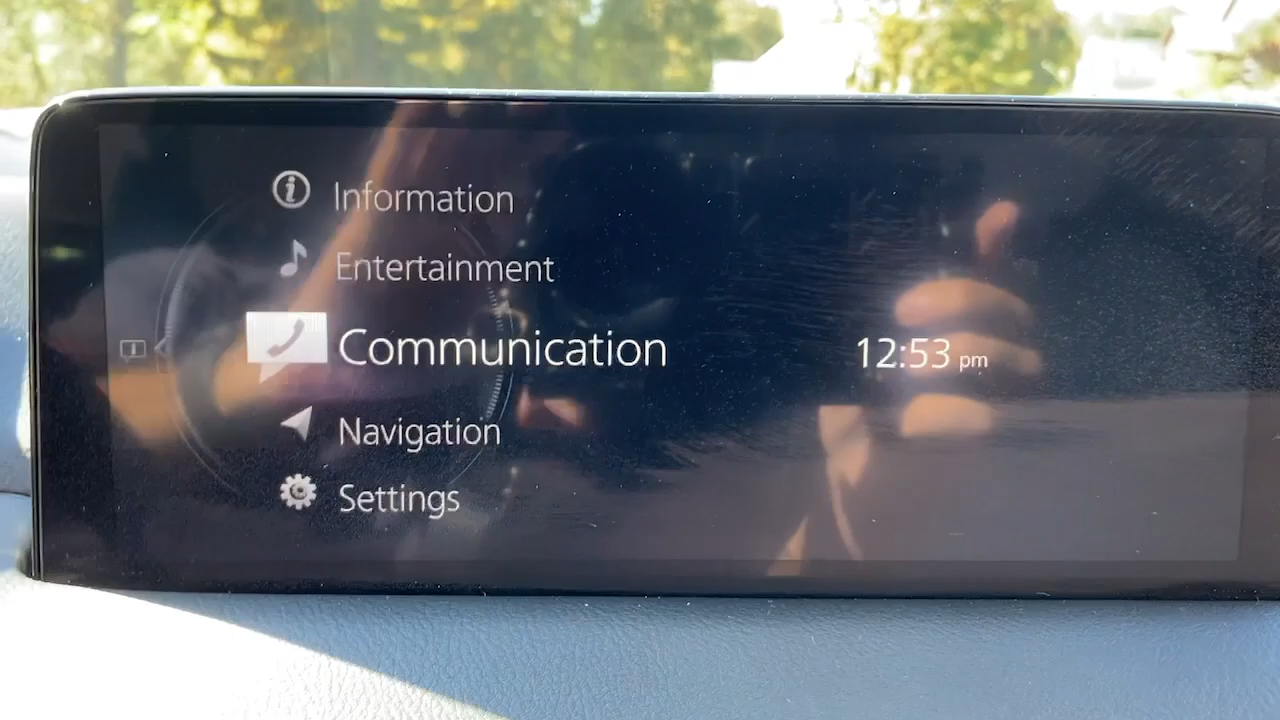 Information
Entertainment
Communication
12:53 pm
Navigation
Settings